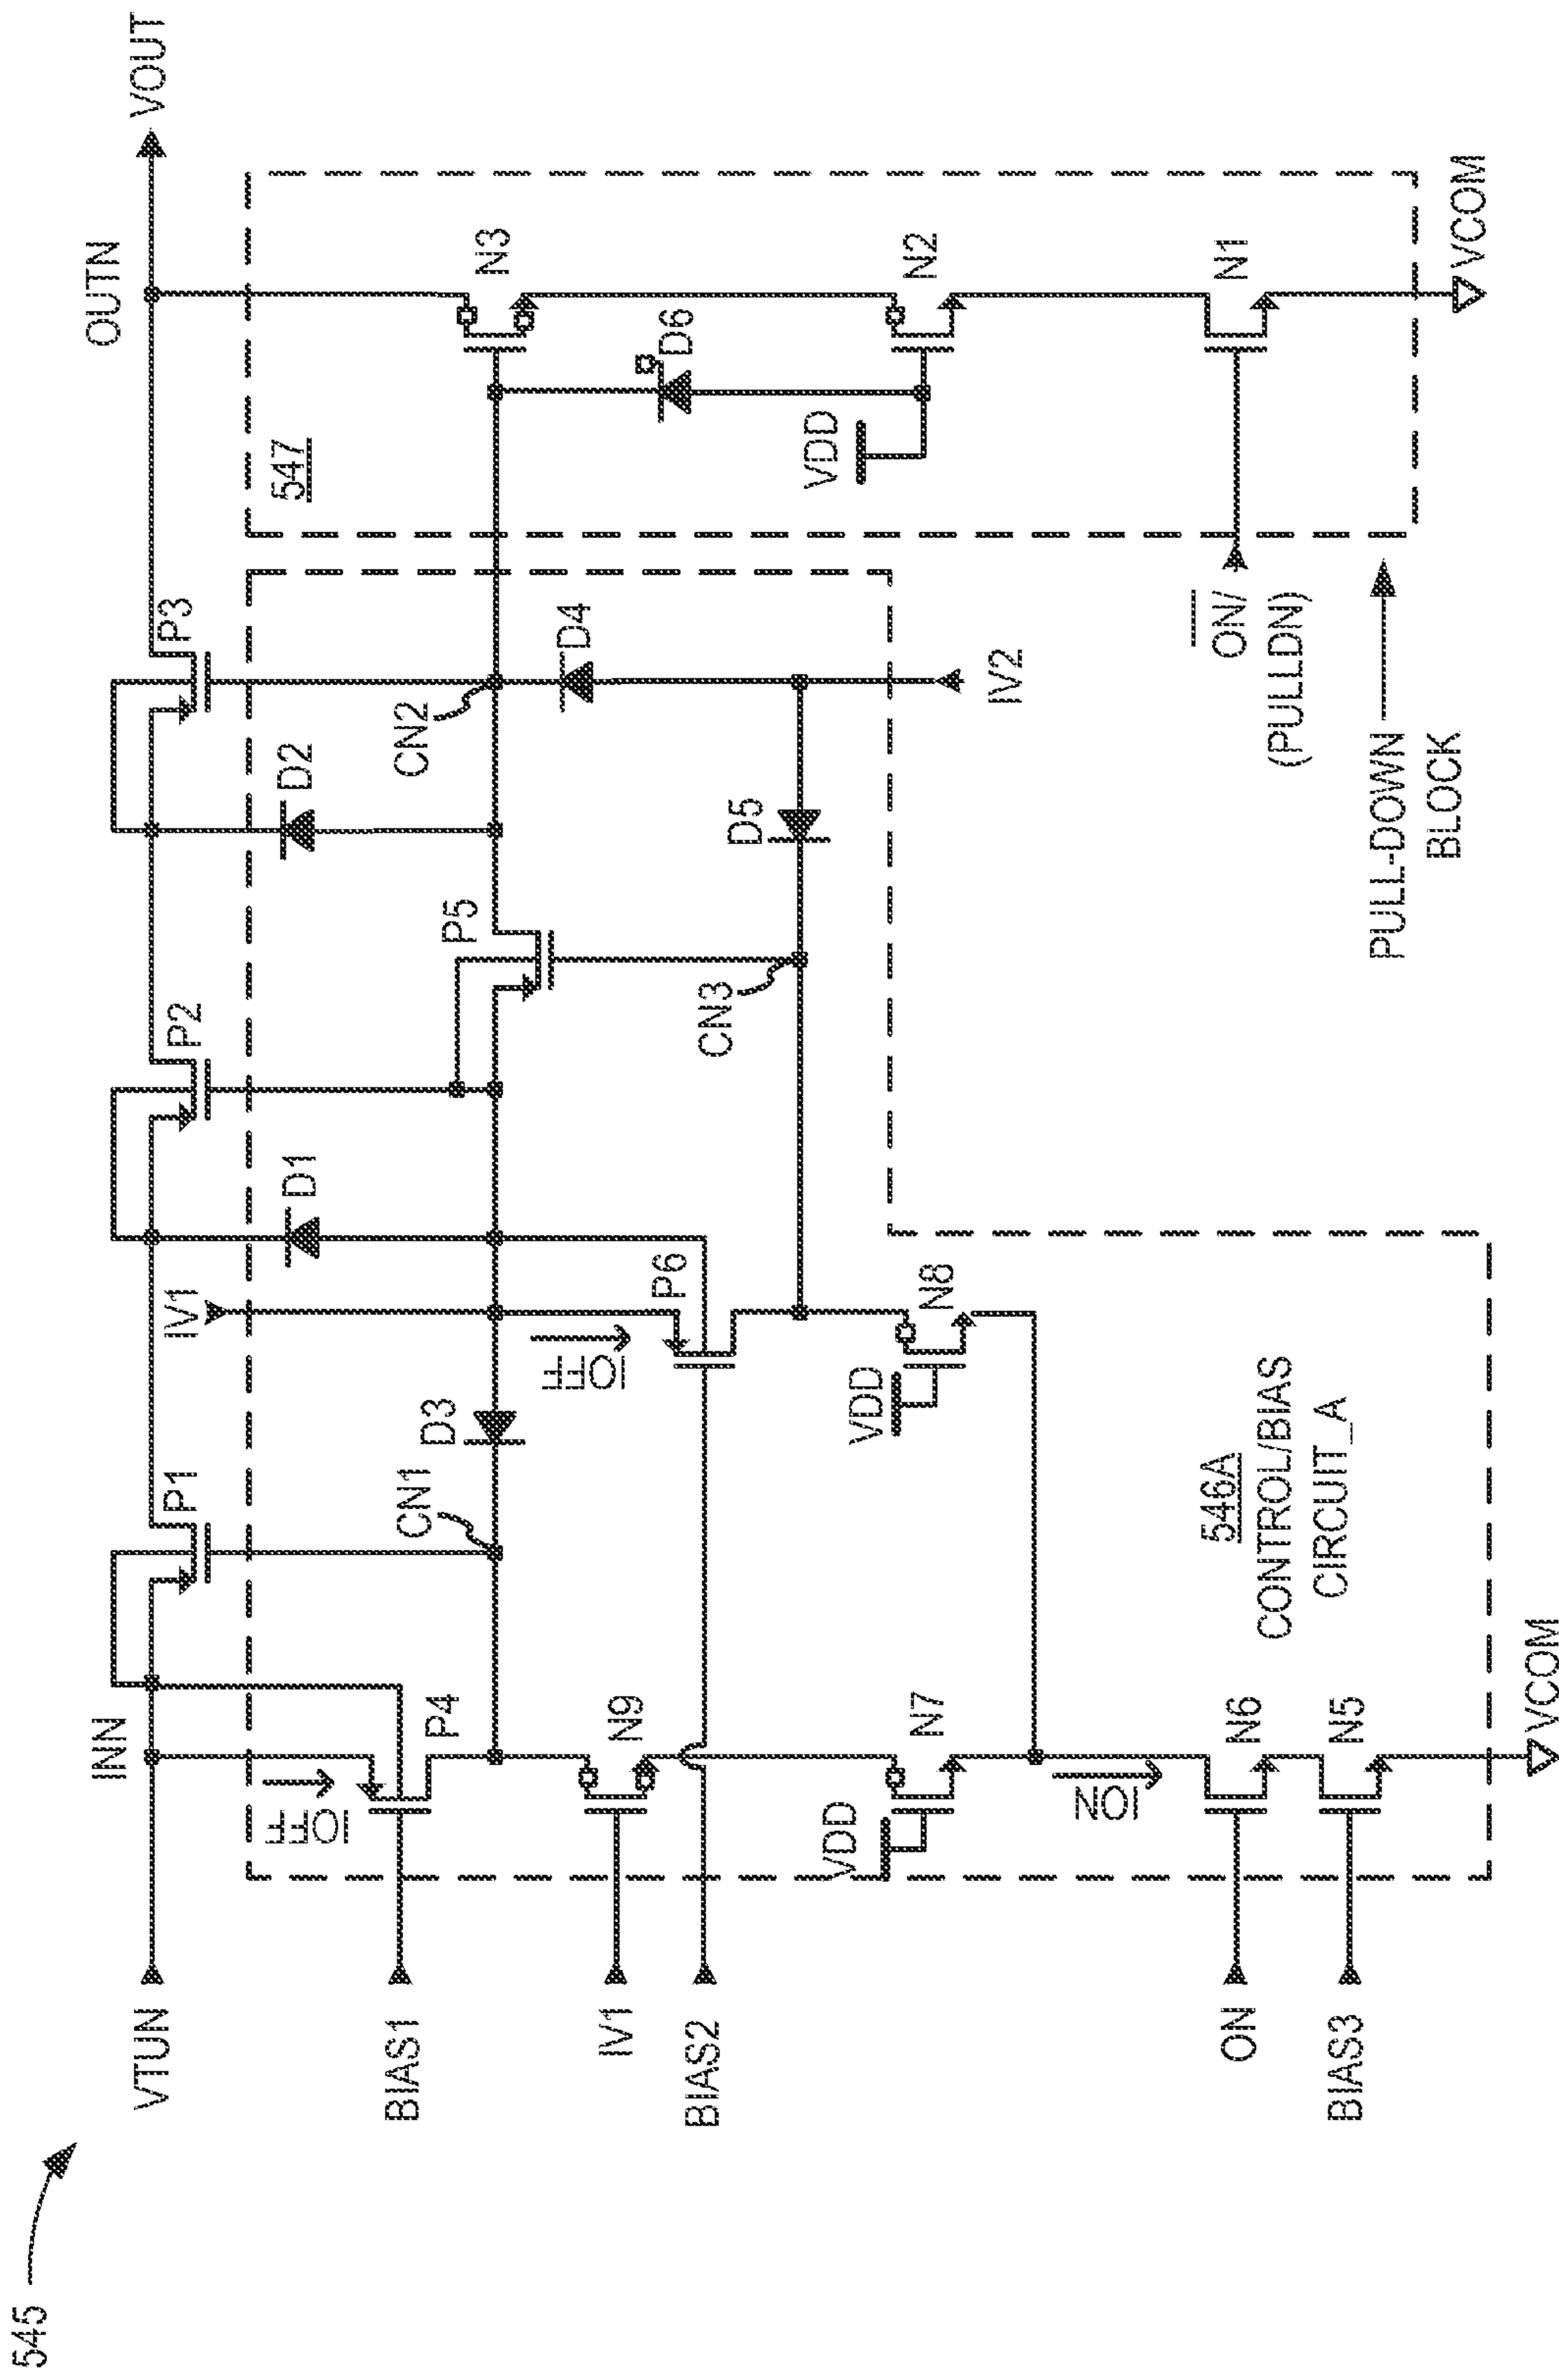 545
VTUN
INN
OUTN
VOUT
P1
P2
P3
IV1
D1
D2
547
N3
BIAS1
IOFF
P4
CN1
D3
IOFF
P6
P5
CN2
D4
D6
IV1
N9
BIAS2
CN3
D5
VDD
N2
VDD
N7
VDD
N8
IV2
ION
ON
N6
BIAS3
N5
VCOM
546A
CONTROL/BIAS
CIRCUIT_A
ON/
(PULLDN)
N1
PULL-DOWN
BLOCK
VCOM